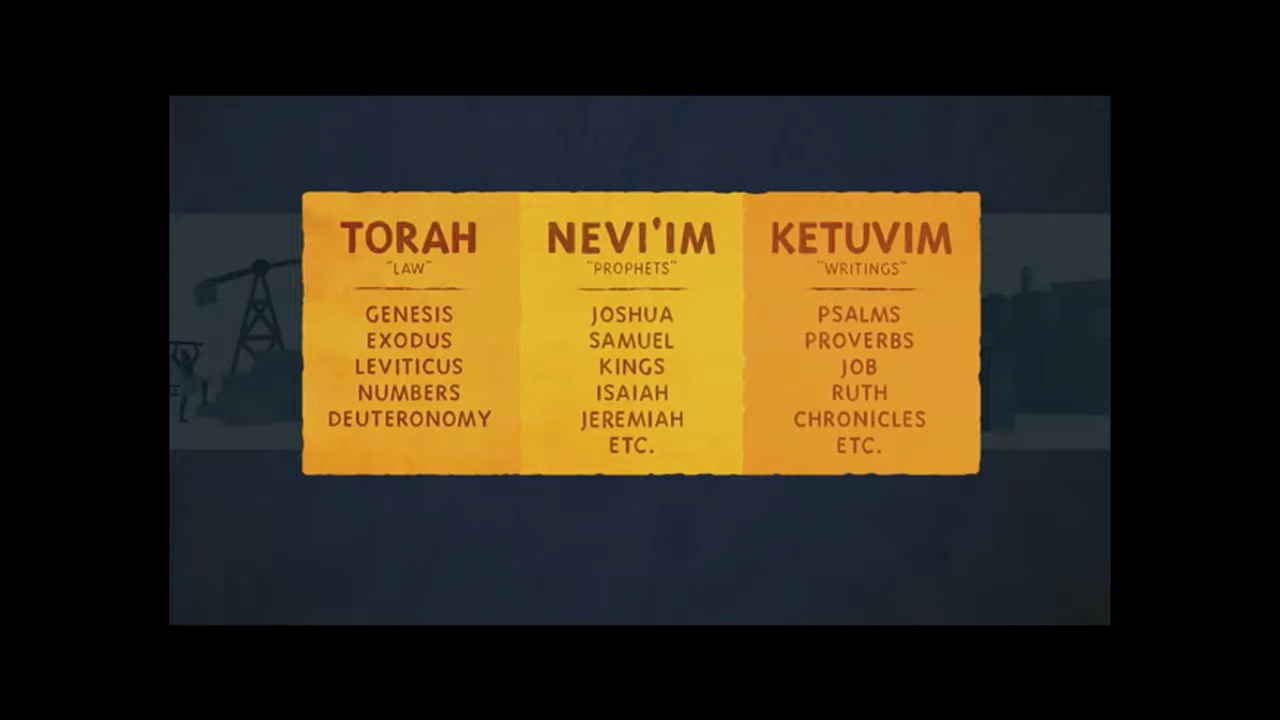 TORAH
"LAW"
GENESIS
EXODUS
LEVITICUS
NUMBERS
DEUTERONOMY
NEVI'IM
"PROPHETS"
JOSHUA
SAMUEL
KINGS
ISAIAH
JEREMIAH
ETC.
KETUVIM
"WRITINGS"
PSALMS
PROVERBS
JOB
RUTH
CHRONICLES
ETC.